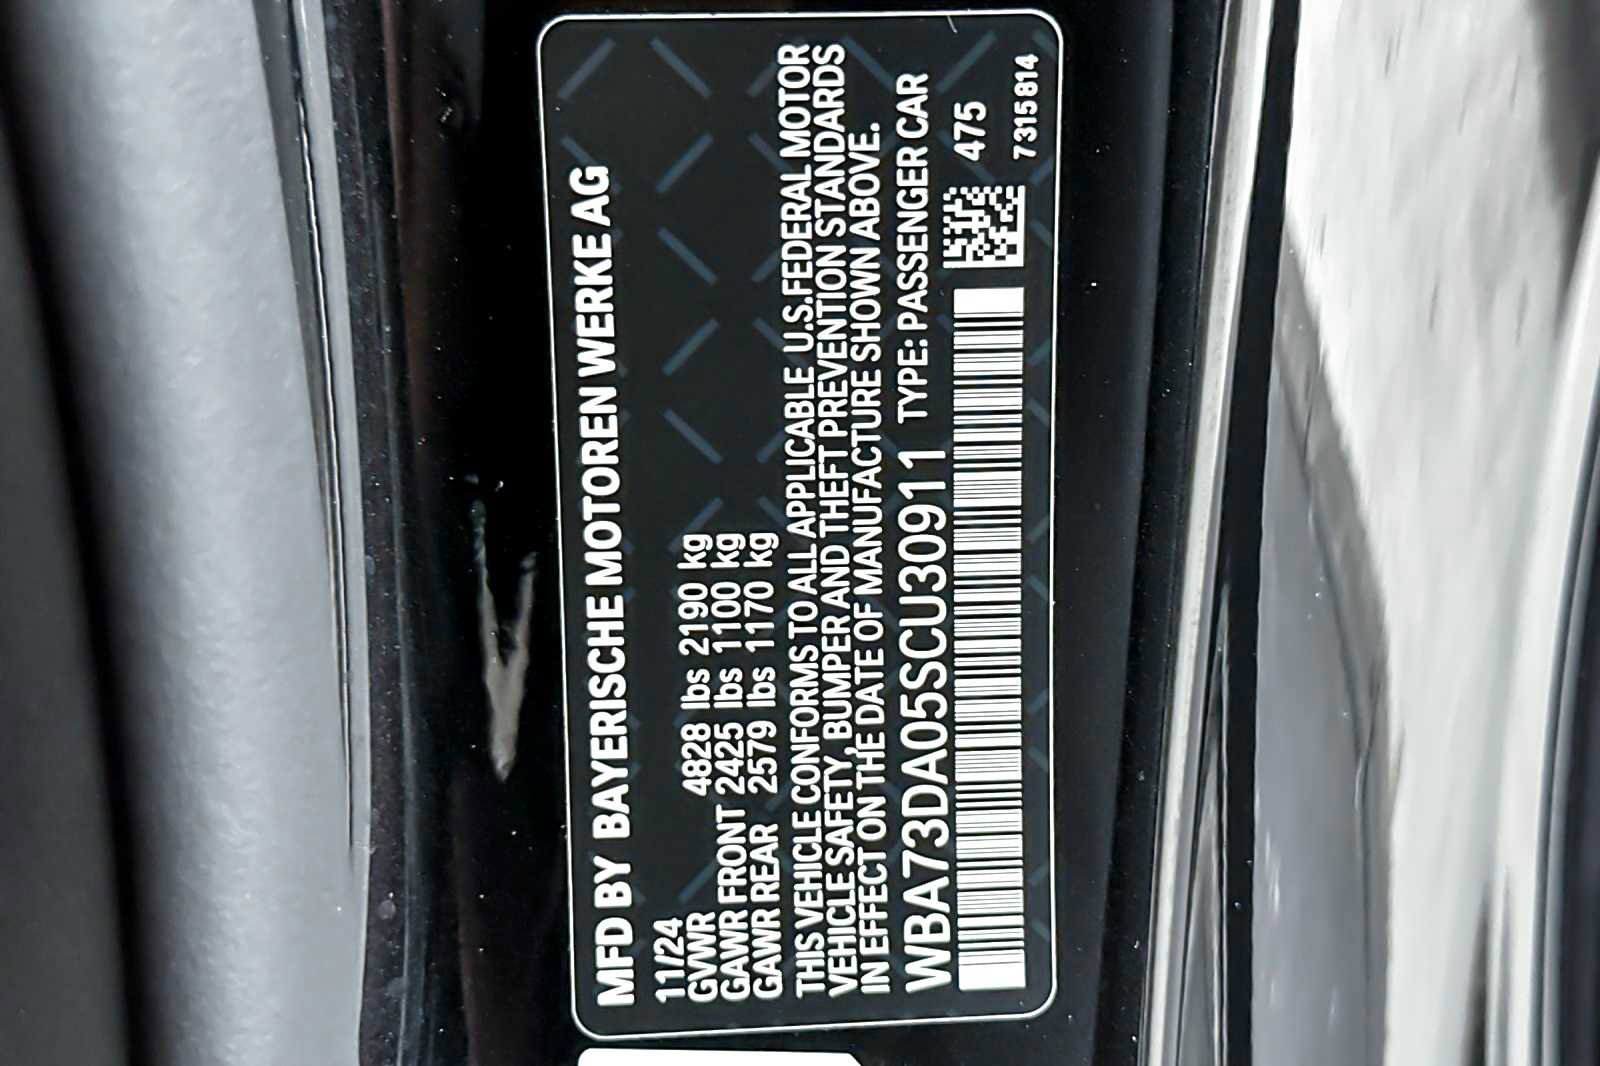 MFD BY BAYERISCHE MOTOREN WERKE AG
11/24
GVWR 4828 lbs 2190 kg
GAWR FRONT 2425 lbs 1100 kg
GAWR REAR 2579 lbs 1170 kg
THIS VEHICLE CONFORMS TO ALL APPLICABLE U.S.FEDERAL MOTOR
VEHICLE SAFETY, BUMPER AND THEFT PREVENTION STANDARDS
IN EFFECT ON THE DATE OF MANUFACTURE SHOWN ABOVE.
WBA73DA05SCU30911 TYPE: PASSENGER CAR
475
7315814